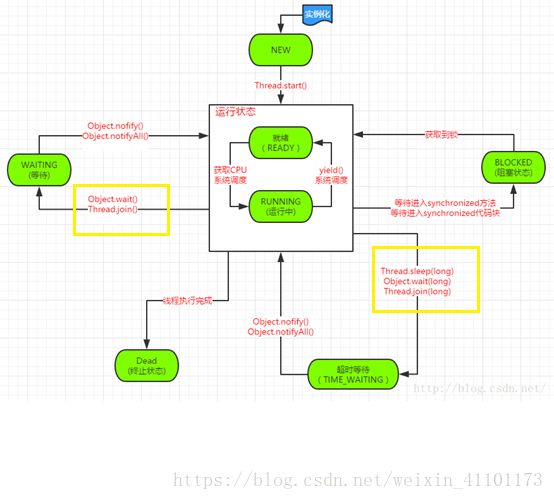 实例化
NEW
Thread.start()
运行状态
Object.nofify()
Object.notifyAll()
就绪
(READY)
获取到锁
WAITING
(等待)
获取CPU
系统调度
yield()
系统调度
BLOCKED
(阻塞状态)
Object.wait()
Thread.join()
RUNNING
(运行中)
等待进入synchronized方法
等待进入synchronized代码块
Thread.sleep(long)
Object.wait(long)
Thread.join(long)
线程执行完成
Object.nofify()
Object.notifyAll()
Dead
(终止状态)
超时等待
(TIME_WAITING)
http://blog.csdn.net/
https://blog.csdn.net/weixin_41101173